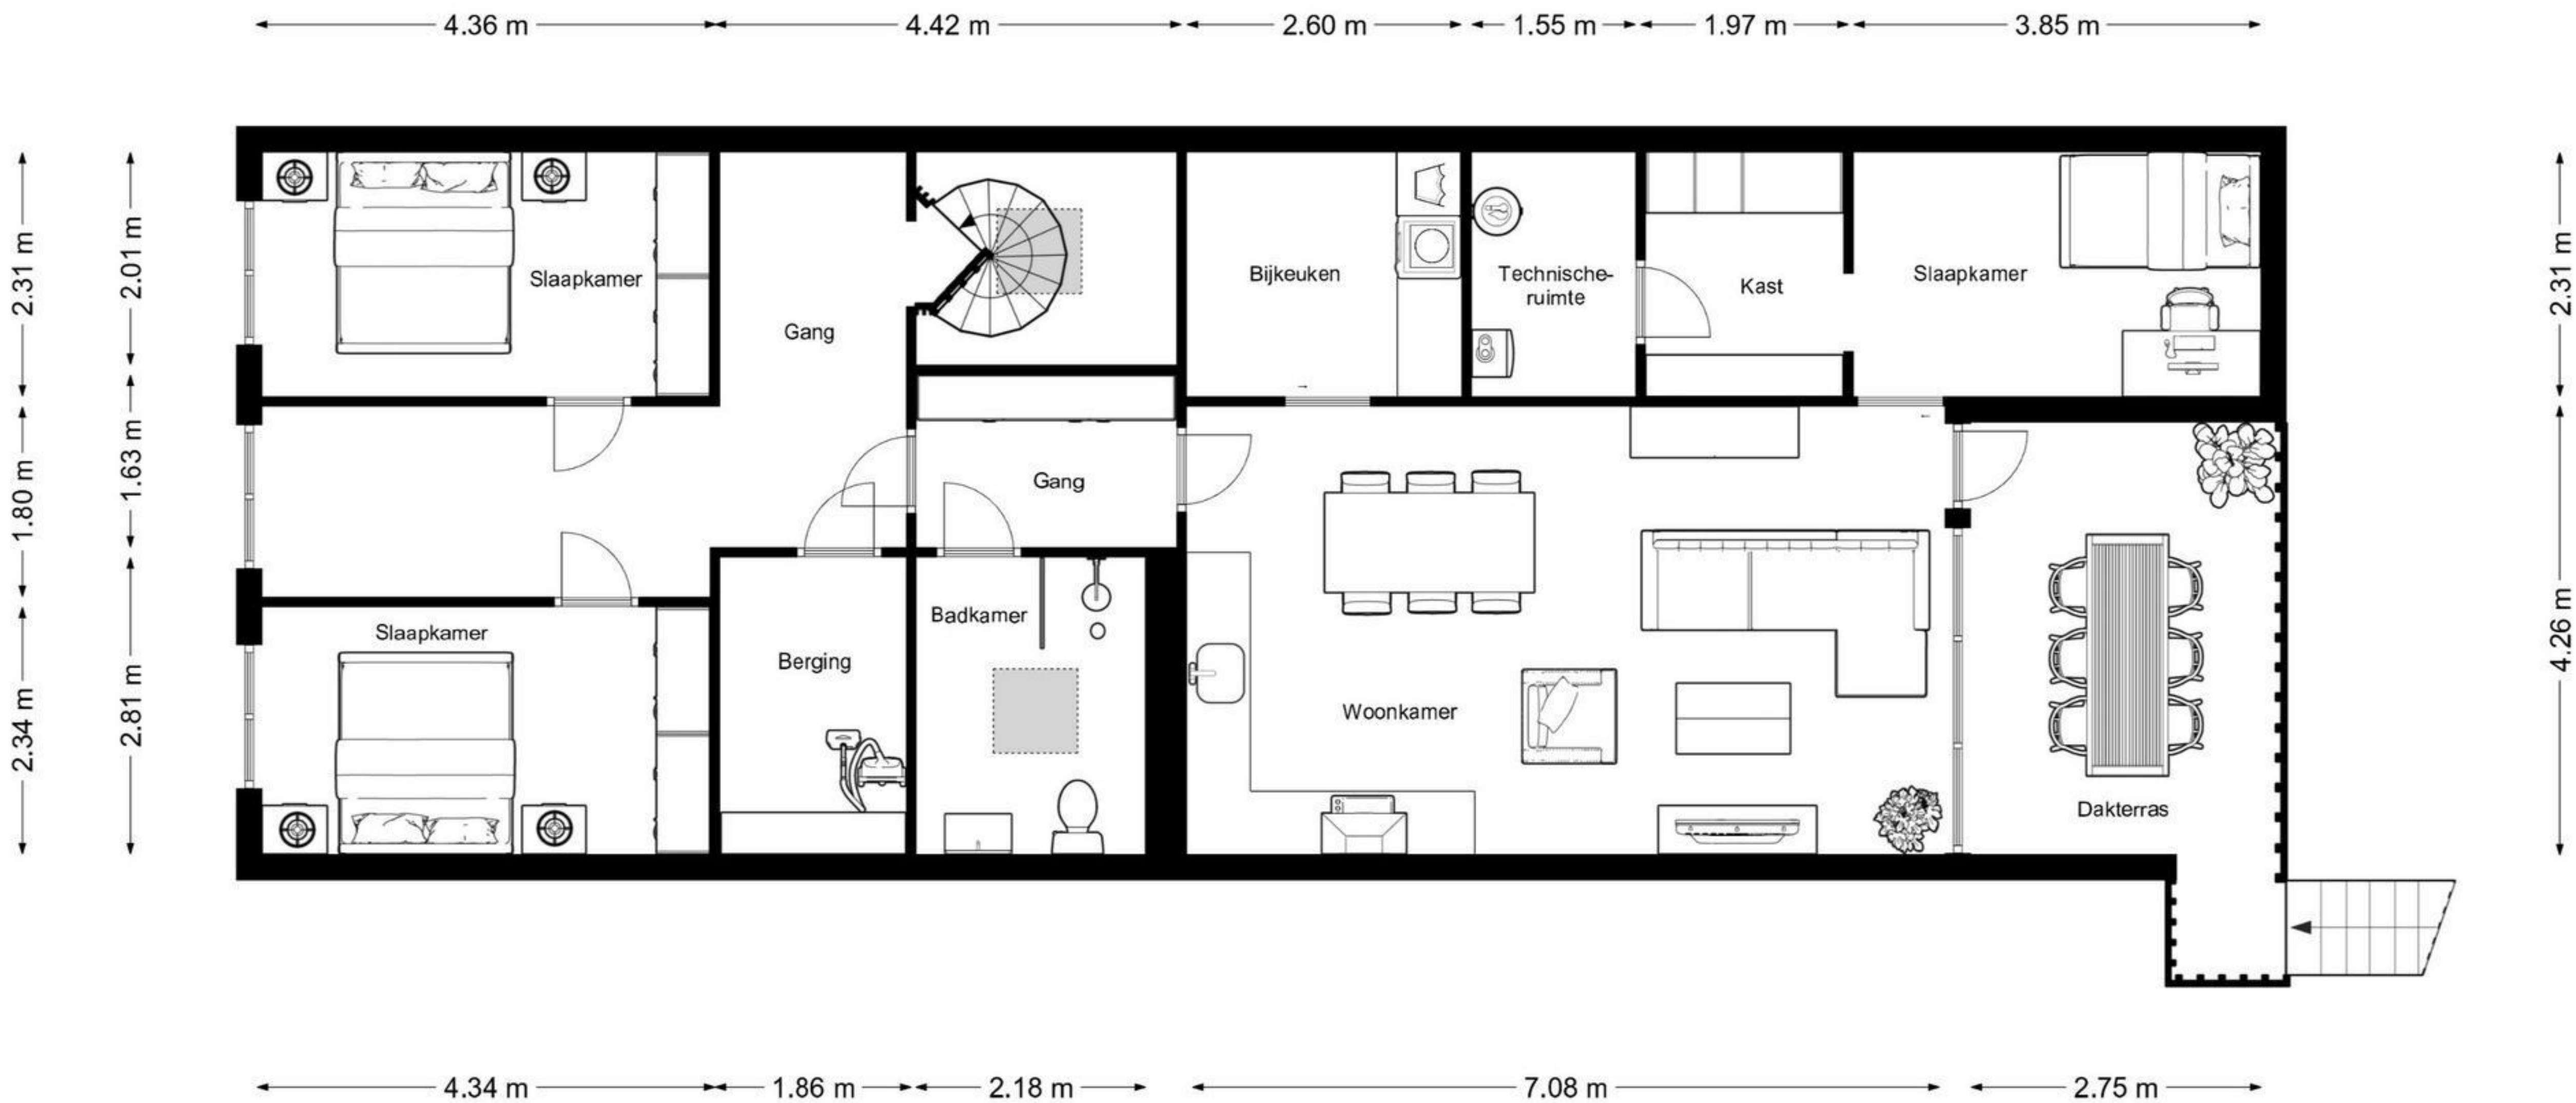 4.36 m
4.42 m
2.60 m
1.55 m
1.97 m
3.85 m
2.31 m
1.80 m
2.34 m
2.01 m
1.63 m
2.81 m
Slaapkamer
Gang
Bijkeuken
Technische-
ruimte
Kast
Slaapkamer
Gang
Slaapkamer
Berging
Badkamer
Woonkamer
Dakterras
2.31 m
4.26 m
4.34 m
1.86 m
2.18 m
7.08 m
2.75 m